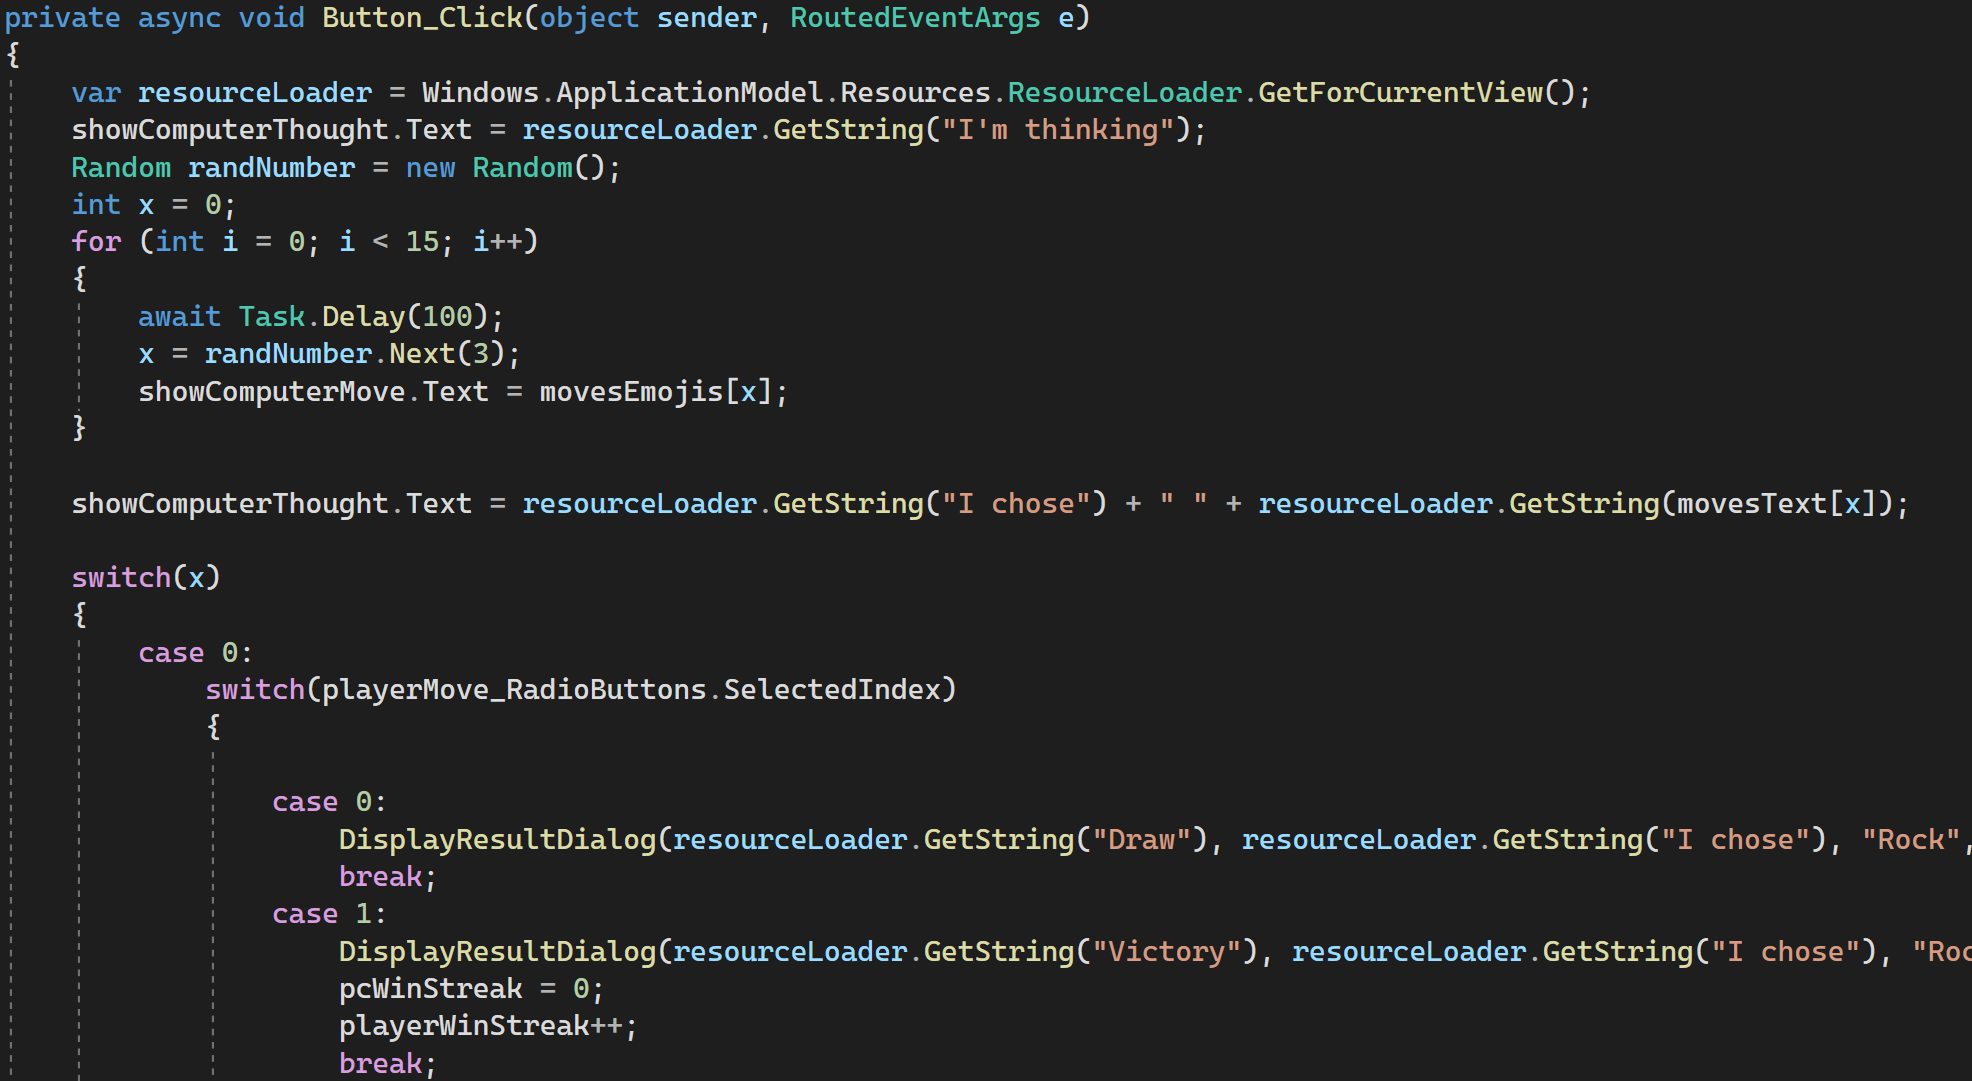 private async void Button_Click(object sender, RoutedEventArgs e)
{
    var resourceLoader = Windows.ApplicationModel.Resources.ResourceLoader.GetForCurrentView();
    showComputerThought.Text = resourceLoader.GetString("I'm thinking");
    Random randNumber = new Random();
    int x = 0;
    for (int i = 0; i < 15; i++)
    {
        await Task.Delay(100);
        x = randNumber.Next(3);
        showComputerMove.Text = movesEmojis[x];
    }

    showComputerThought.Text = resourceLoader.GetString("I chose") + " " + resourceLoader.GetString(movesText[x]);

    switch(x)
    {
        case 0:
            switch(playerMove_RadioButtons.SelectedIndex)
            {

                case 0:
                    DisplayResultDialog(resourceLoader.GetString("Draw"), resourceLoader.GetString("I chose"), "Rock",
                    break;
                case 1:
                    DisplayResultDialog(resourceLoader.GetString("Victory"), resourceLoader.GetString("I chose"), "Roc
                    pcWinStreak = 0;
                    playerWinStreak++;
                    break;